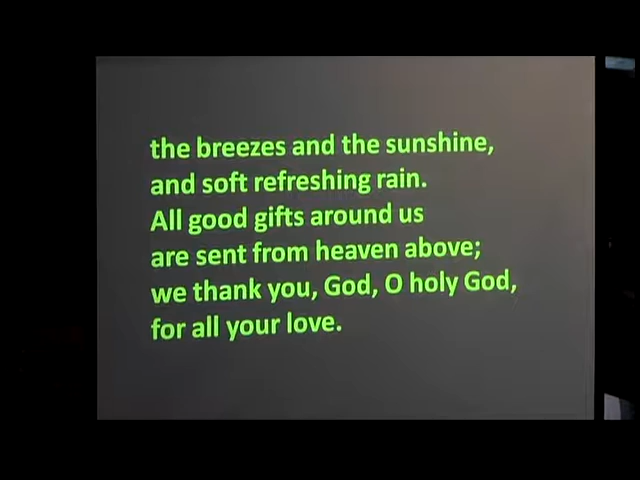 the breezes and the sunshine,
and soft refreshing rain.
All good gifts around us
are sent from heaven above;
we thank you, God, O holy God,
for all your love.